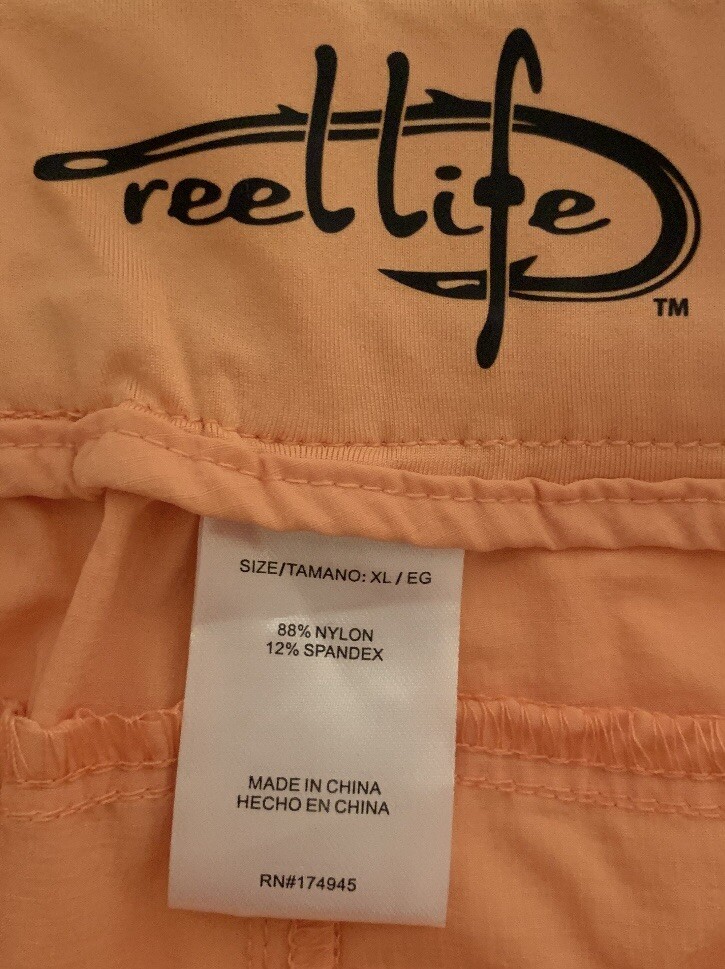 reel life
TM
SIZE/TAMANO: XL / EG
88% NYLON
12% SPANDEX
MADE IN CHINA
HECHO EN CHINA
RN#174945